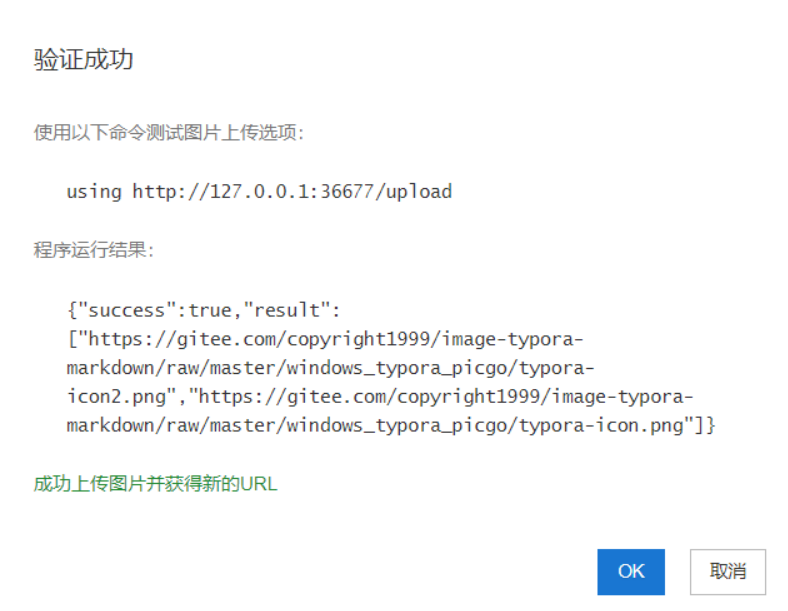 验证成功
使用以下命令测试图片上传选项：
using http://127.0.0.1:36677/upload
程序运行结果：
{"success":true,"result":
["https://gitee.com/copyright1999/image-typora-
markdown/raw/master/windows_typora_picgo/typora-
icon2.png","https://gitee.com/copyright1999/image-typora-
markdown/raw/master/windows_typora_picgo/typora-icon.png"]}
成功上传图片并获得新的URL
OK
取消